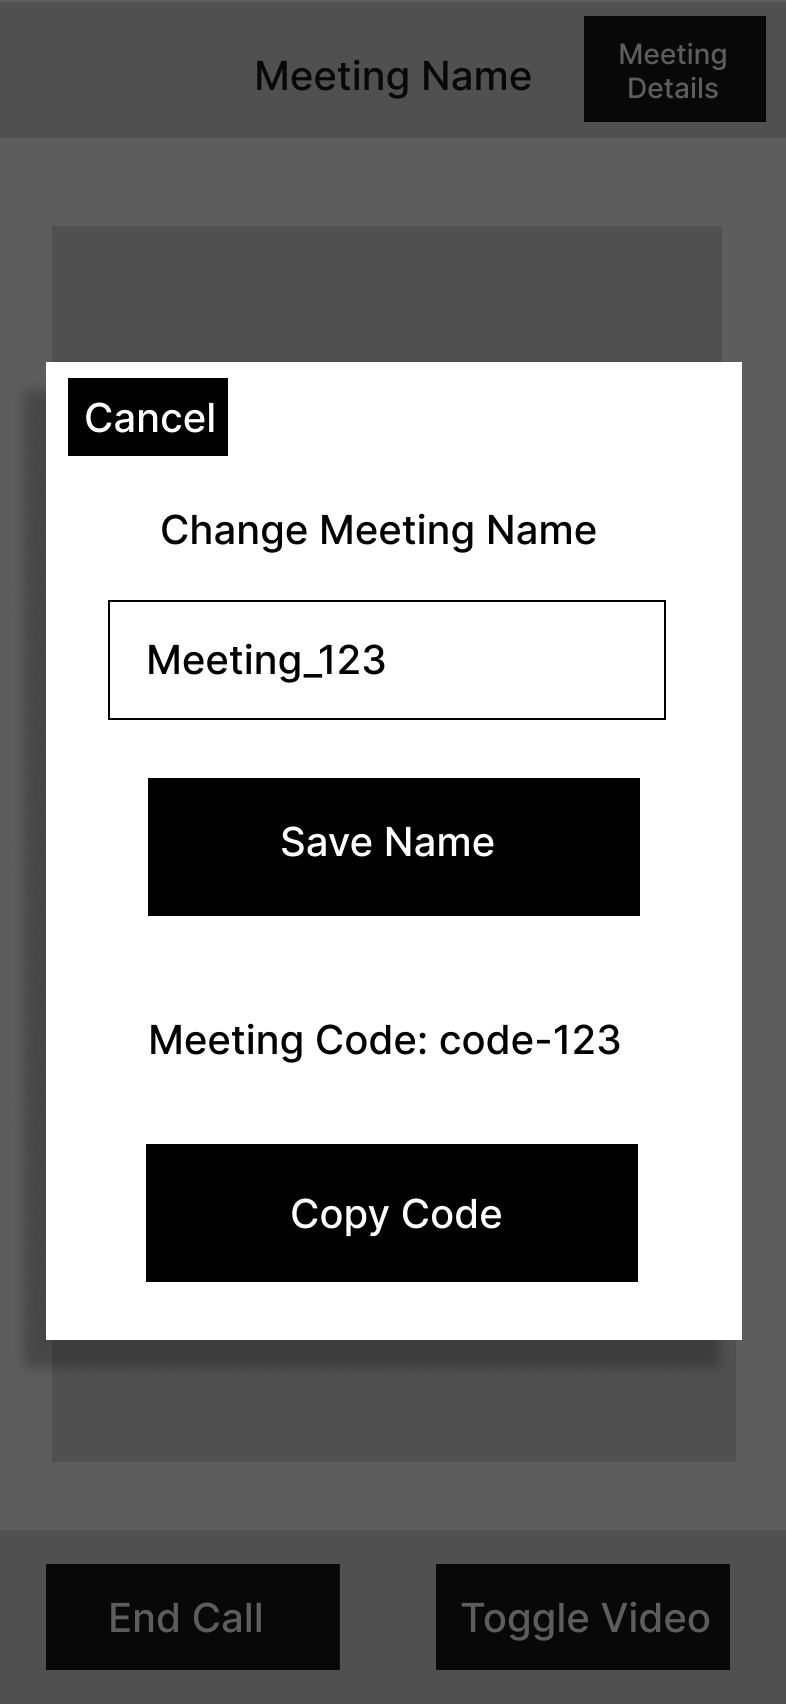 Meeting Name
Meeting
Details
Cancel
Change Meeting Name
Meeting_123
Save Name
Meeting Code: code-123
Copy Code
End Call
Toggle Video